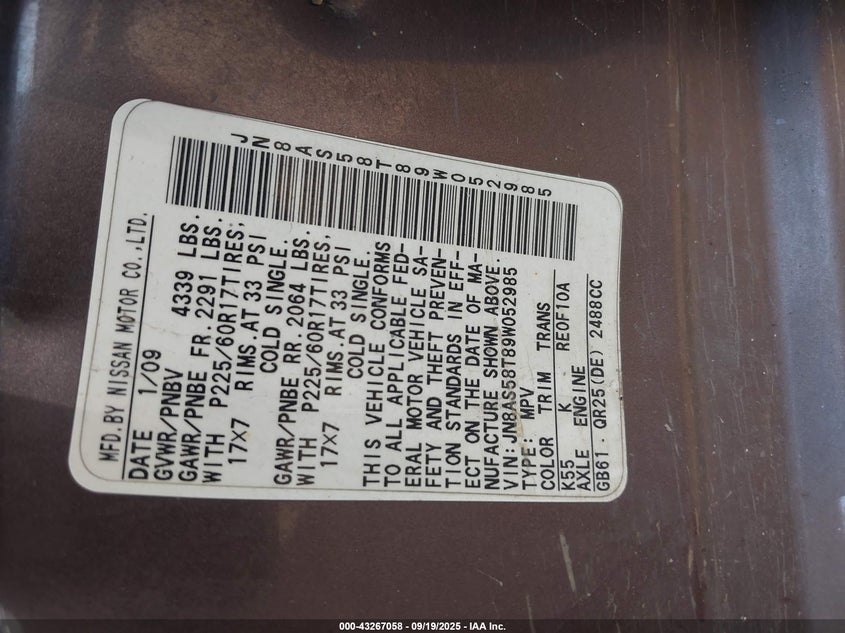 JN8AS58T89W052985
MFD.BY NISSAN MOTOR CO.,LTD.
DATE 1/09
GVWR/PNBV 4339 LBS.
GAWR/PNBE FR.2291 LBS.
WITH P225/60R17TIRES,
17X7 RIMS.AT 33 PSI
COLD SINGLE.
GAWR/PNBE RR.2064 LBS.
WITH P225/60R17TIRES,
17X7 RIMS.AT 33 PSI
COLD SINGLE.
THIS VEHICLE CONFORMS
TO ALL APPLICABLE FED-
ERAL MOTOR VEHICLE SA-
FETY AND THEFT PREVEN-
TION STANDARDS IN EFF-
ECT ON THE DATE OF MA-
NUFACTURE SHOWN ABOVE.
VIN:JN8AS58T89W052985
TYPE: MPV
COLOR TRIM TRANS
K55 K RE0F10A
AXLE ENGINE
GB61 QR25(DE) 2488CC
000-43267058 - 09/19/2025 - IAA Inc.